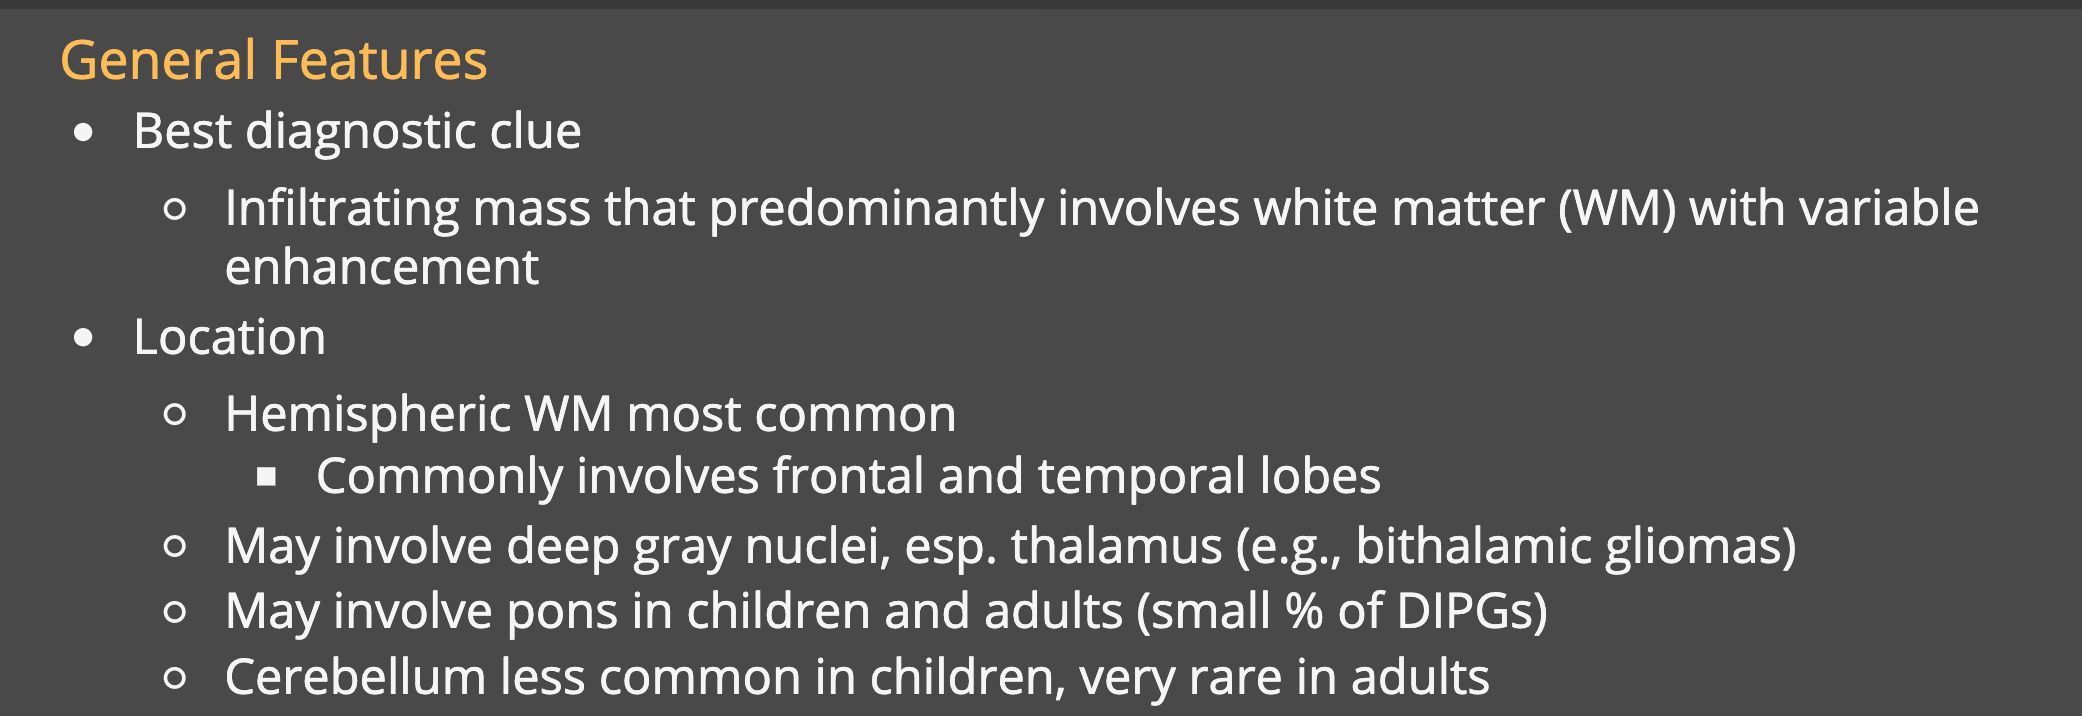 General Features
• Best diagnostic clue
○ Infiltrating mass that predominantly involves white matter (WM) with variable
enhancement
• Location
○ Hemispheric WM most common
▪ Commonly involves frontal and temporal lobes
○ May involve deep gray nuclei, esp. thalamus (e.g., bithalamic gliomas)
○ May involve pons in children and adults (small % of DIPGs)
○ Cerebellum less common in children, very rare in adults